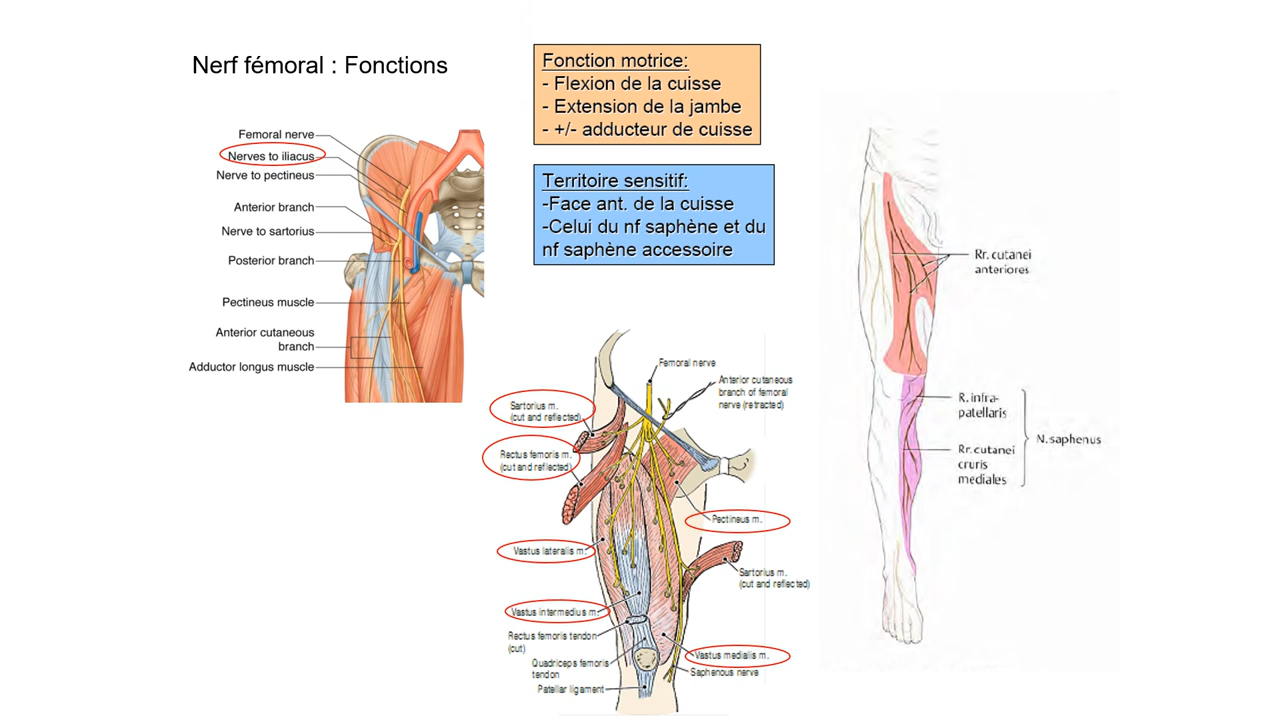 Nerf fémoral : Fonctions
Fonction motrice:
- Flexion de la cuisse
- Extension de la jambe
- +/- adducteur de cuisse
Territoire sensitif:
-Face ant. de la cuisse
-Celui du nf saphène et du
nf saphène accessoire
Femoral nerve
Nerves to iliacus
Nerve to pectineus
Anterior branch
Nerve to sartorius
Posterior branch
Pectineus muscle
Anterior cutaneous
branch
Adductor longus muscle
Femoral nerve
Anterior cutaneous
branch of femoral
nerve (retracted)
Sartorius m.
(cut and reflected)
Rectus femoris m.
(cut and reflected)
Pectineus m.
Vastus lateralis m.
Sartorius m.
(cut and reflected)
Vastus intermedius m.
Rectus femoris tendon
(cut)
Vastus medialis m.
Quadriceps femoris
tendon
Saphenous nerve
Patellar ligament
Rr. cutanei
anteriores
R. infra-
patellaris
N. saphenus
Rr. cutanei
cruris
mediales